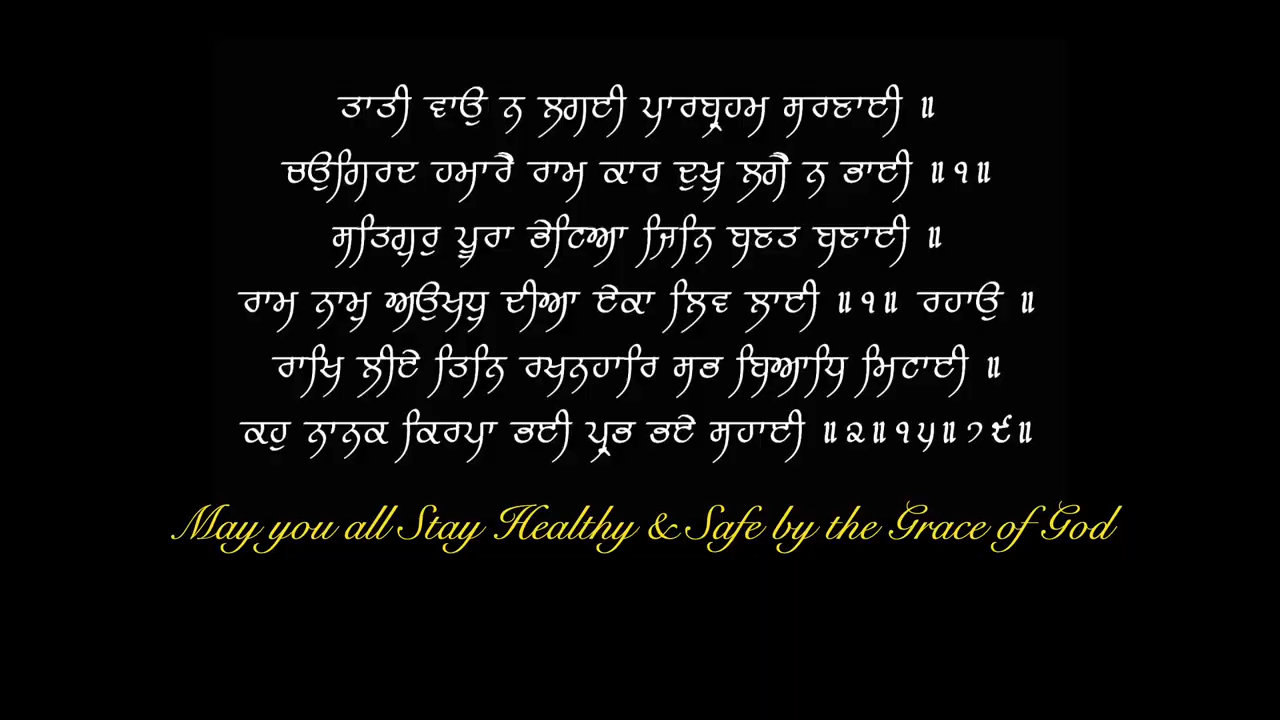 ਤਾਤੀ ਵਾਉ ਨ ਲਗਈ ਪਾਰਬ੍ਰਹਮ ਸਰਣਾਈ ॥
ਚਉਗਿਰਦ ਹਮਾਰੈ ਰਾਮ ਕਾਰ ਦੁਖੁ ਲਗੈ ਨ ਭਾਈ ॥੧॥
ਸਤਿਗੁਰੁ ਪੂਰਾ ਭੇਟਿਆ ਜਿਨਿ ਬਣਤ ਬਣਾਈ ॥
ਰਾਮ ਨਾਮੁ ਅਉਖਧੁ ਦੀਆ ਏਕਾ ਲਿਵ ਲਾਈ ॥੧॥ ਰਹਾਉ ॥
ਰਾਖਿ ਲੀਏ ਤਿਨਿ ਰਖਨਹਾਰਿ ਸਭ ਬਿਆਧਿ ਮਿਟਾਈ ॥
ਕਹੁ ਨਾਨਕ ਕਿਰਪਾ ਭਈ ਪ੍ਰਭ ਭਏ ਸਹਾਈ ॥੨॥੧੫॥੭੯॥
May you all Stay Healthy & Safe by the Grace of God